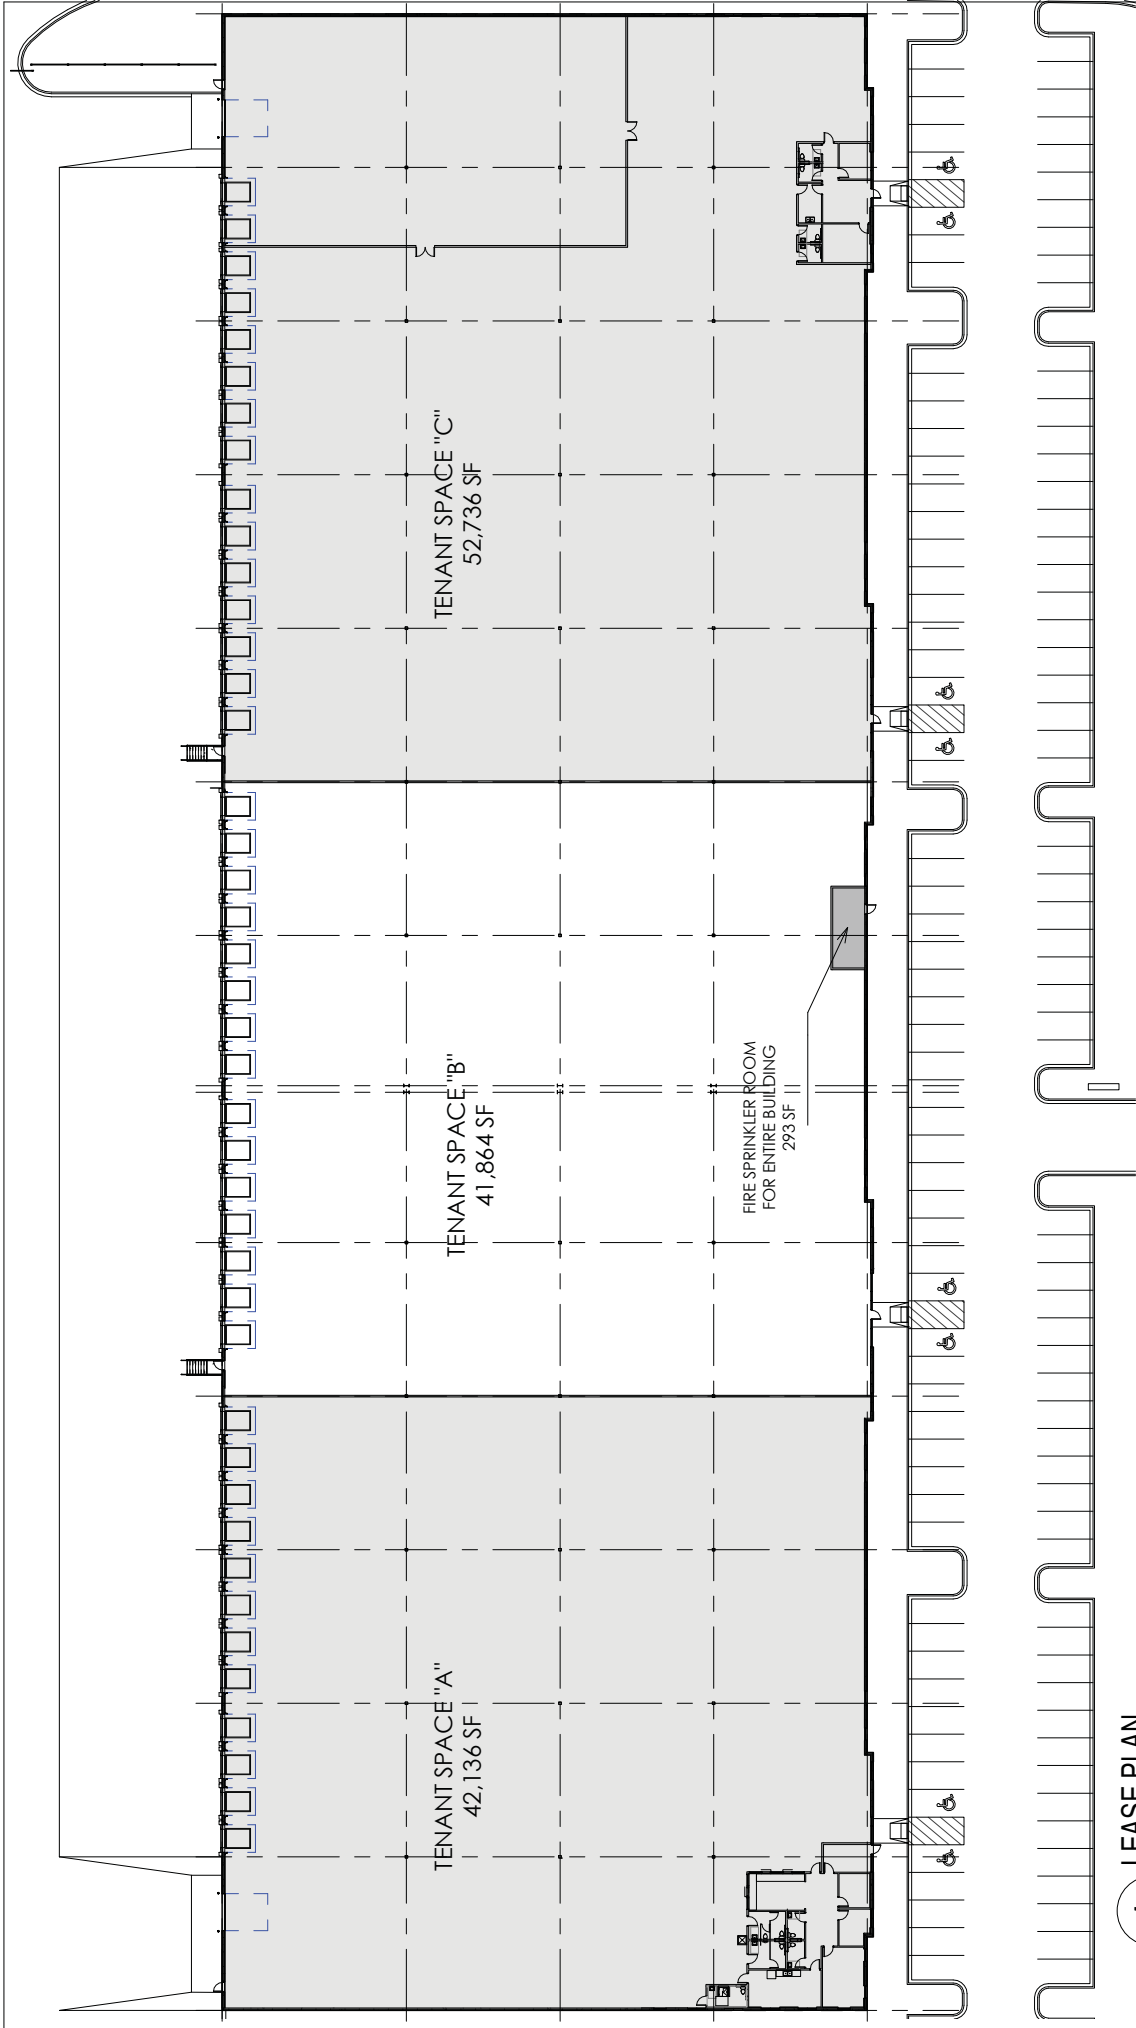 TENANT SPACE "A"
42,136 SF
TENANT SPACE "B"
41,864 SF
FIRE SPRINKLER ROOM
FOR ENTIRE BUILDING
293 SF
TENANT SPACE "C"
52,736 SF
LEASE PLAN